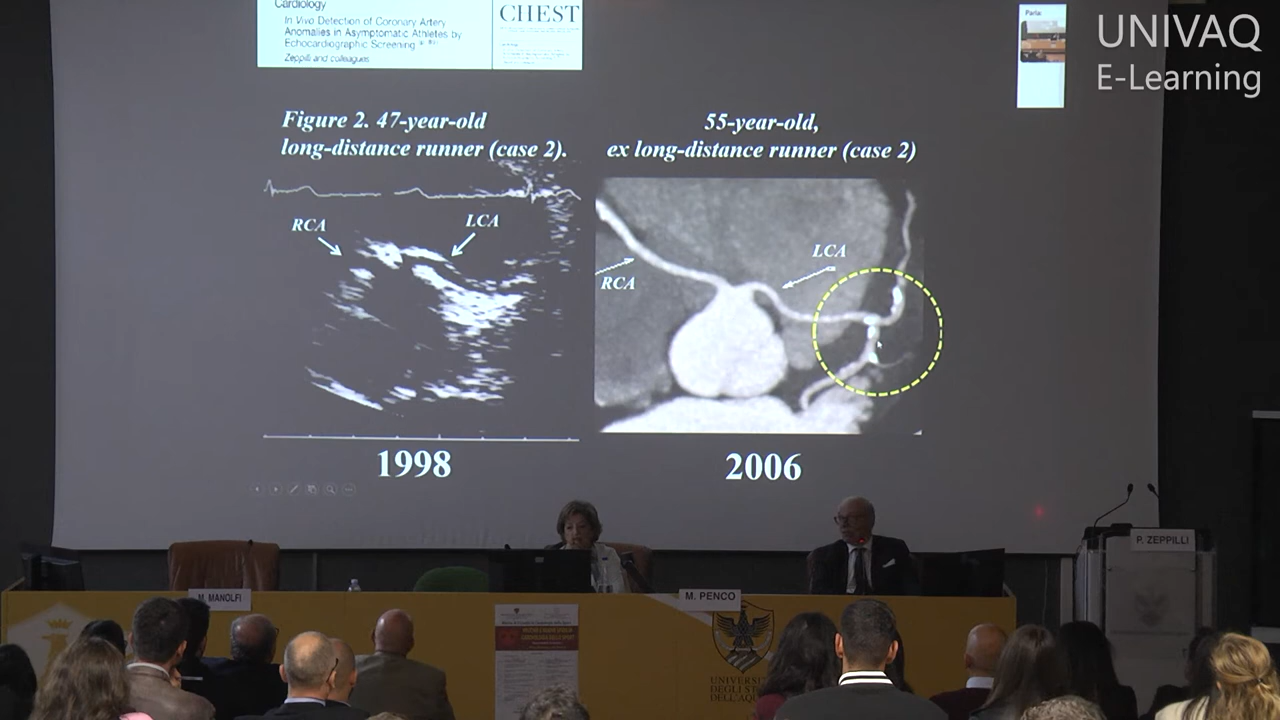 Cardiology
In Vivo Detection of Coronary Artery
Anomalies in Asymptomatic Athletes by
Echocardiographic Screening
Zeppilli and colleagues
CHEST
Parla:
UNIVAQ
E-Learning
Figure 2. 47-year-old
long-distance runner (case 2).
55-year-old,
ex long-distance runner (case 2)
RCA
LCA
LCA
RCA
1998
2006
P. ZEPPILLI
M. MANOLFI
M. PENCO